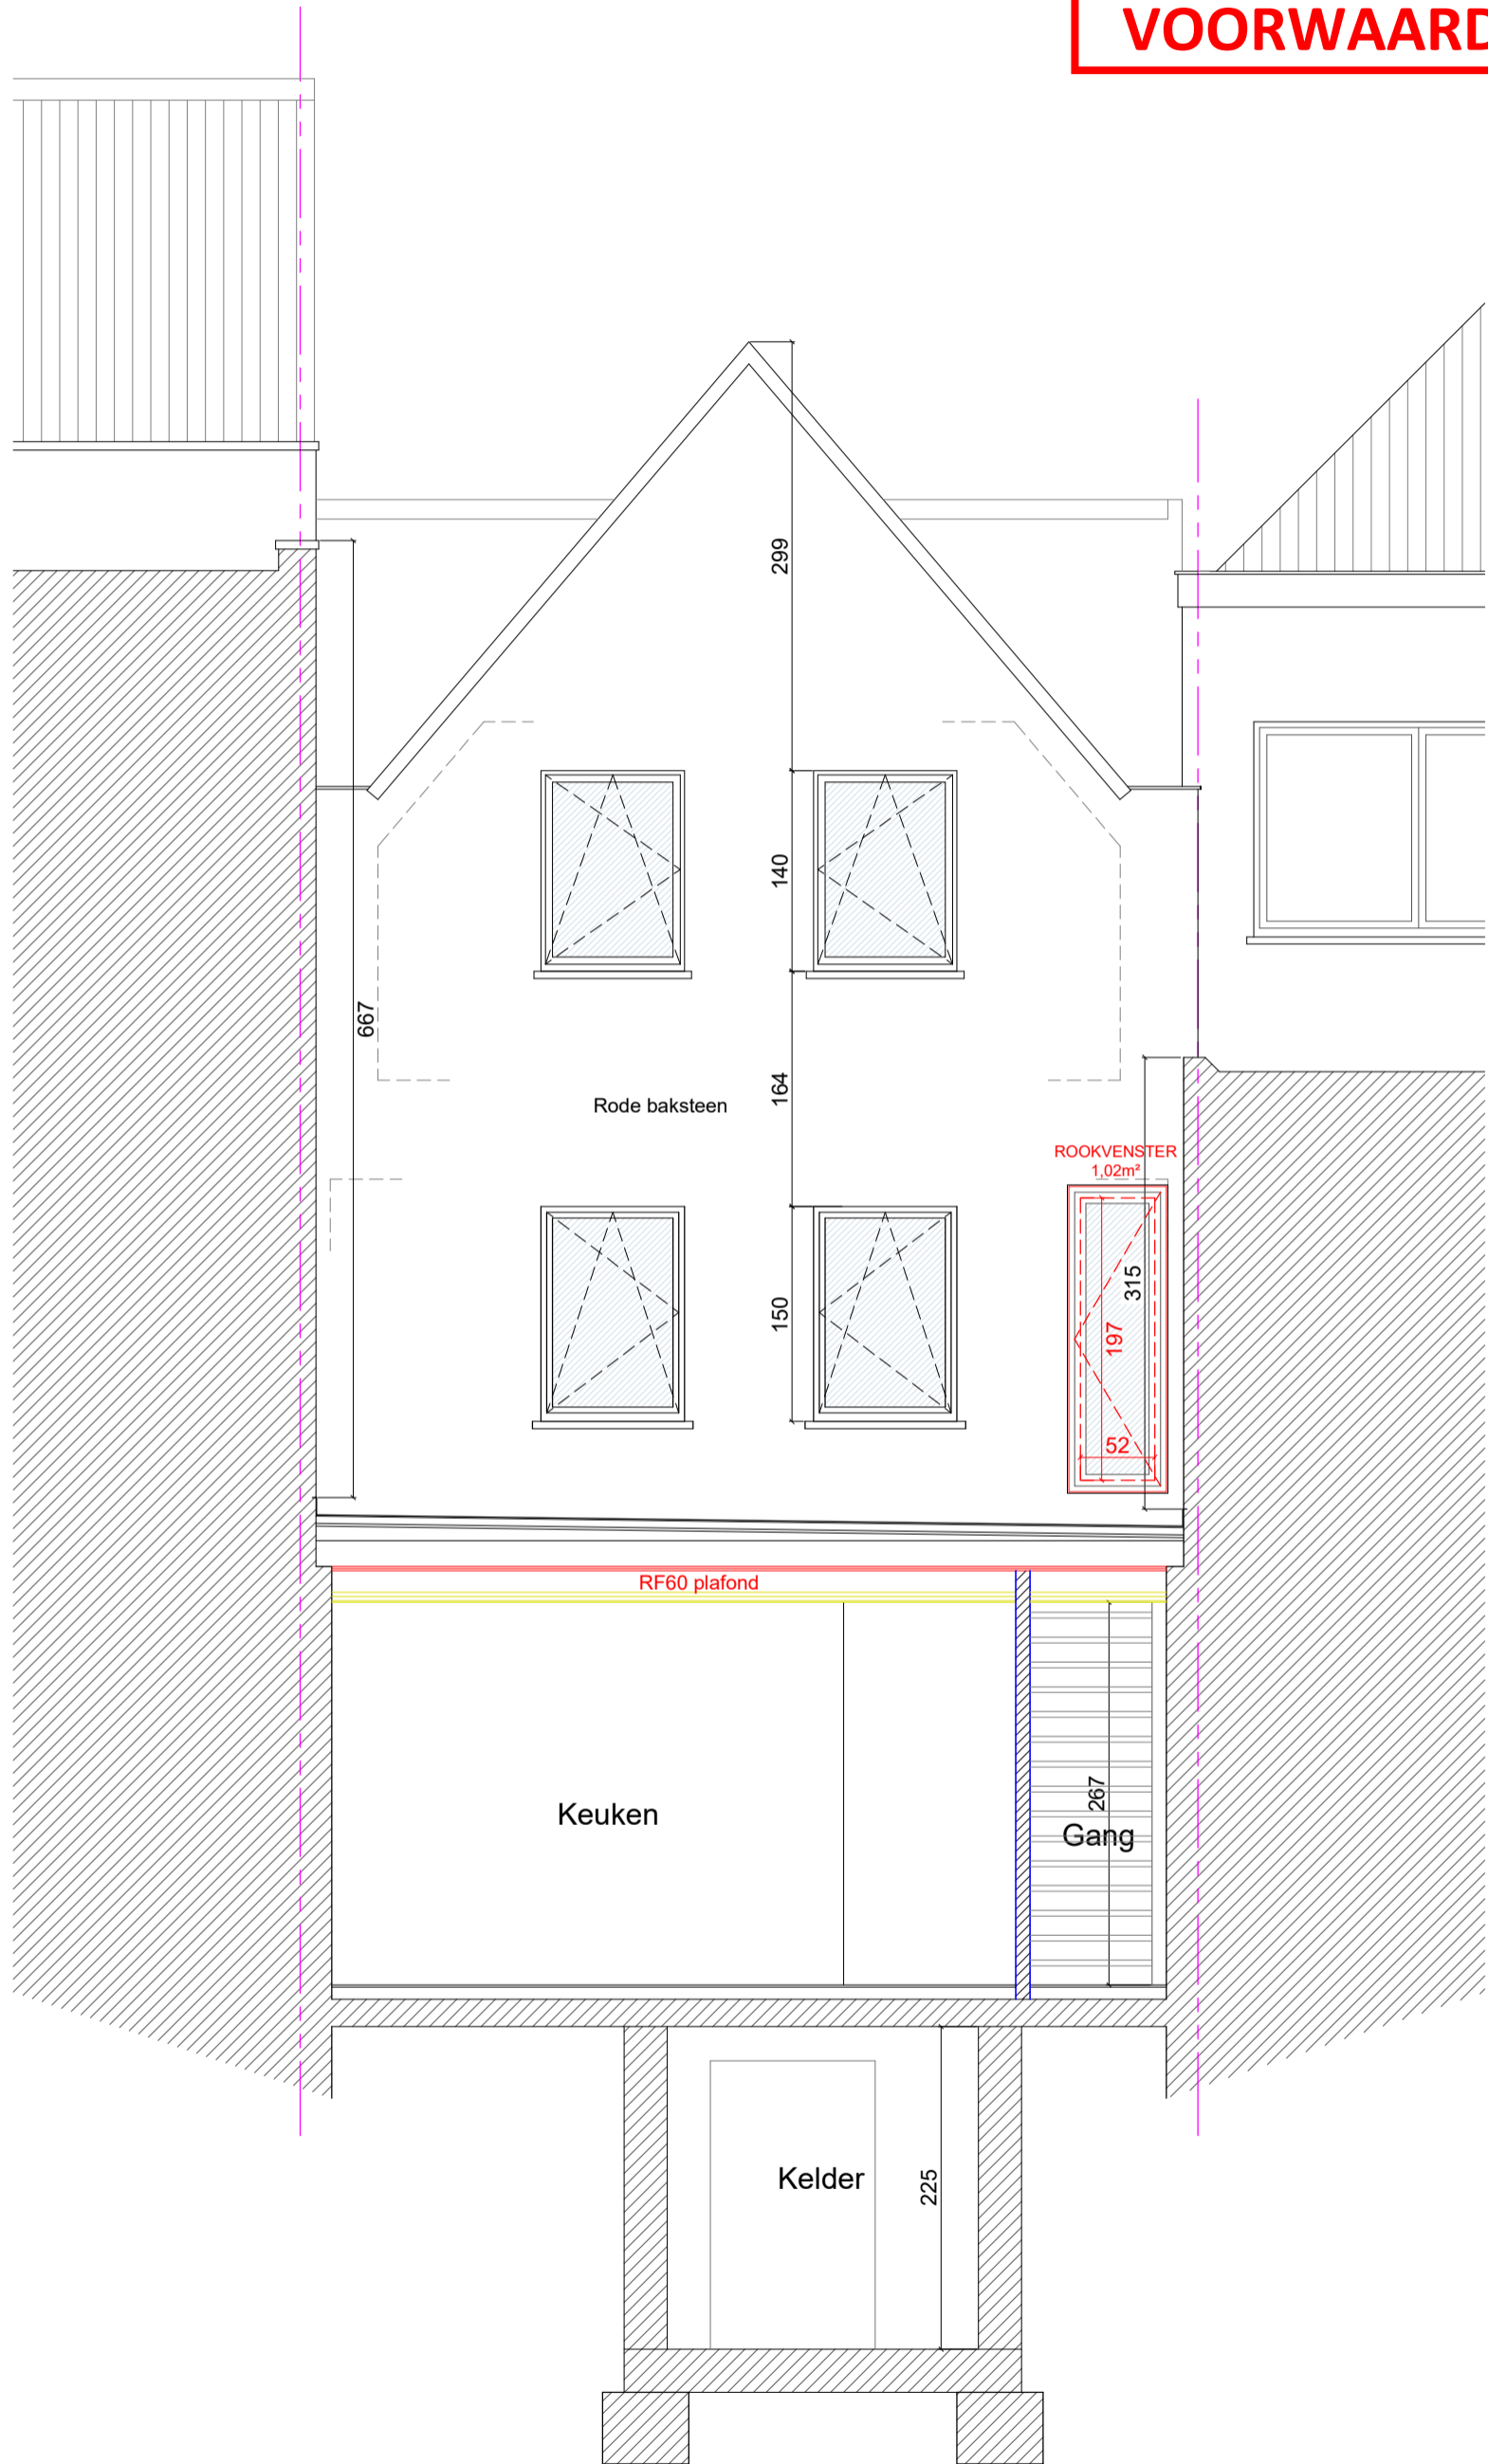 VOORWAARD
299
140
667
164
Rode baksteen
ROOKVENSTER
1,02m²
315
150
197
52
RF60 plafond
267
Keuken
Gang
Kelder
225